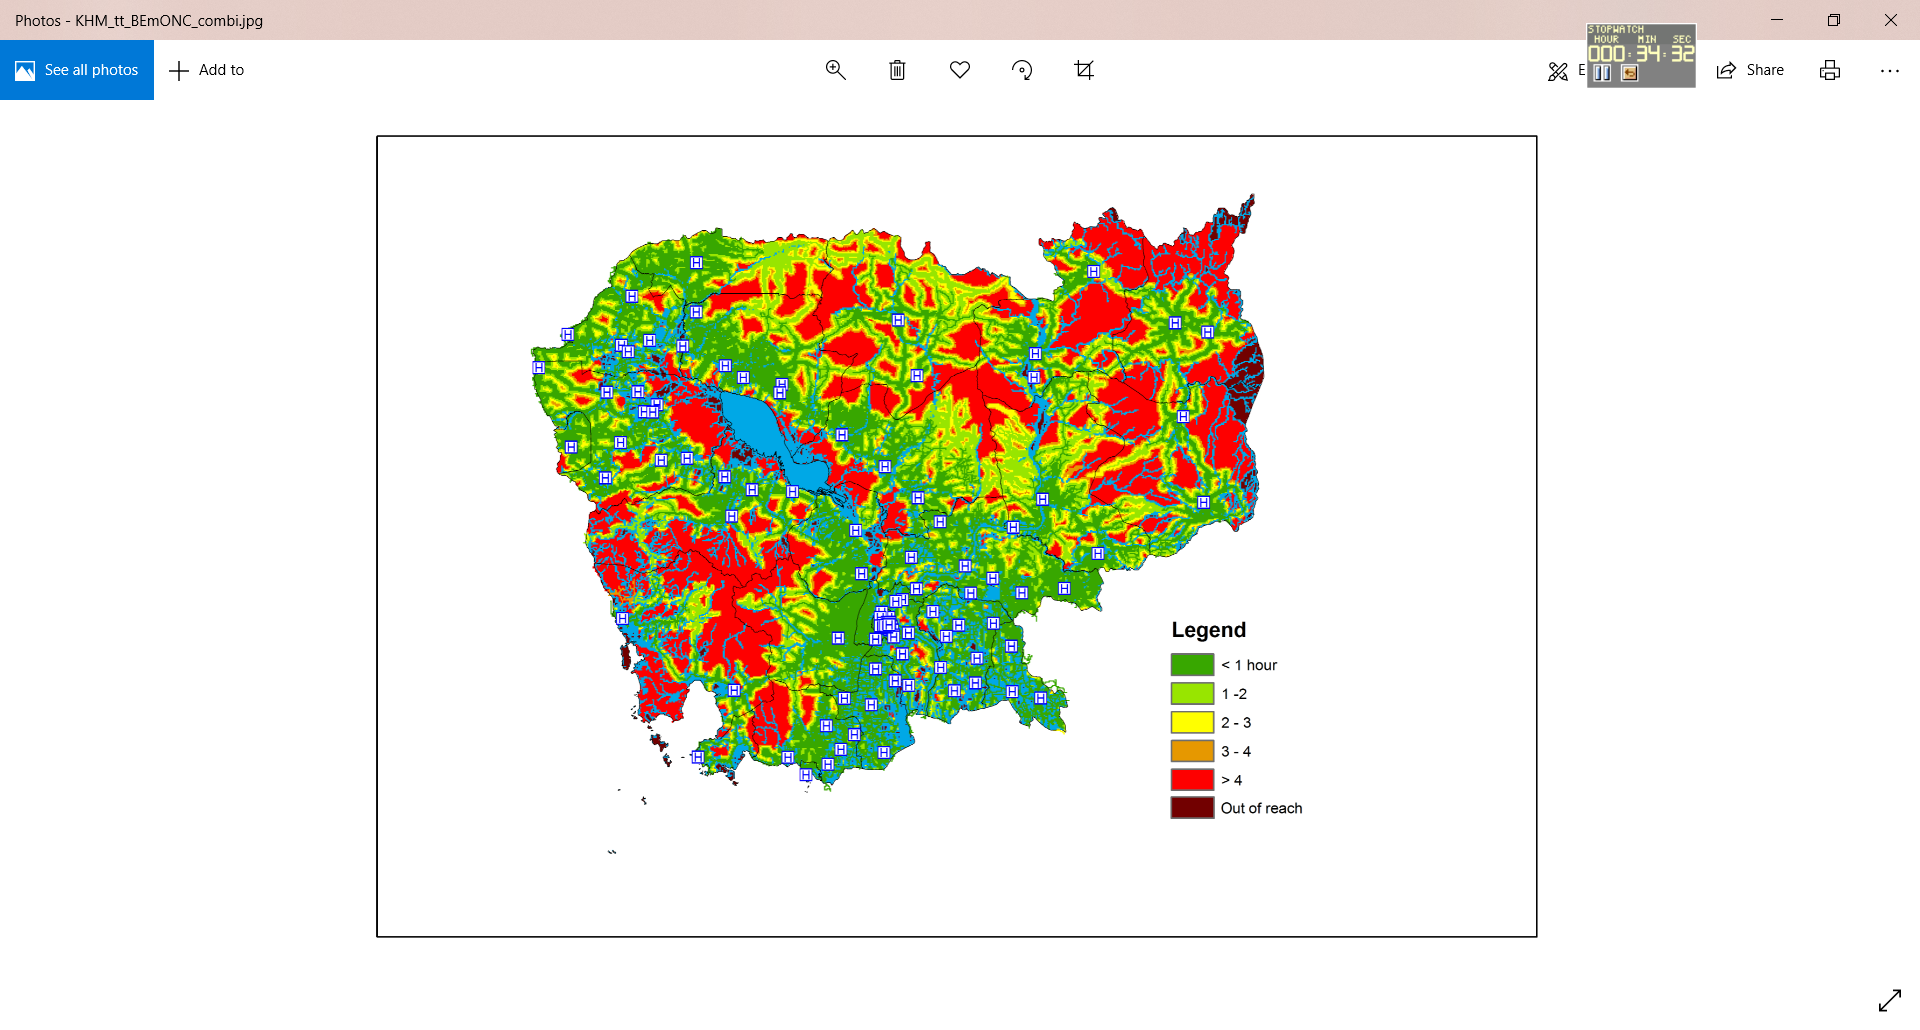 Photos - KHM_tt_BEmONC_combi.jpg
See all photos
Add to
E
STOPWATCH
HOUR MIN SEC
000:34:32
Share
Legend
< 1 hour
1 -2
2 - 3
3 - 4
> 4
Out of reach